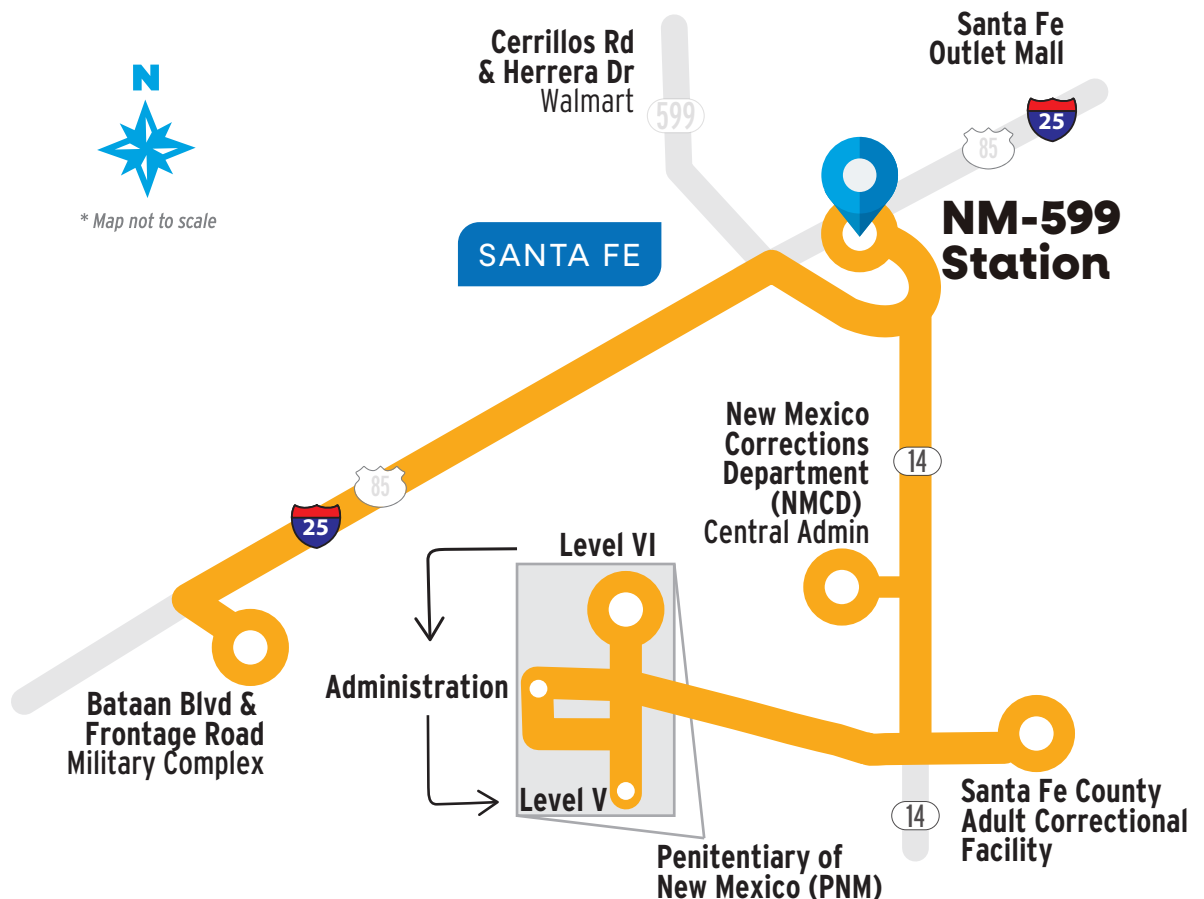 N
* Map not to scale
Cerrillos Rd
& Herrera Dr
Walmart
599
Santa Fe
Outlet Mall
25
85
NM-599
Station
SANTA FE
New Mexico
Corrections
Department
(NMCD)
Central Admin
14
85
25
Level VI
Administration
Level V
Bataan Blvd &
Frontage Road
Military Complex
14
Santa Fe County
Adult Correctional
Facility
Penitentiary of
New Mexico (PNM)